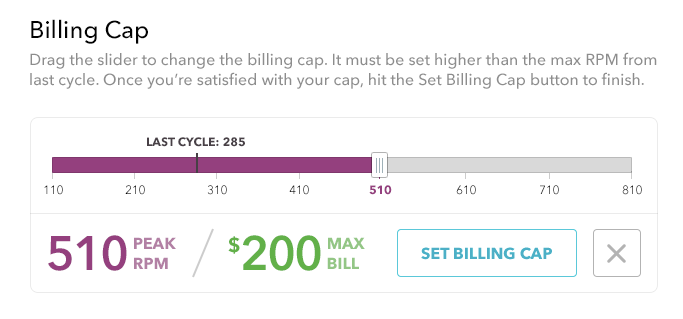 Billing Cap
Drag the slider to change the billing cap. It must be set higher than the max RPM from
last cycle. Once you're satisfied with your cap, hit the Set Billing Cap button to finish.
LAST CYCLE: 285
110 210 310 410 510 610 710 810
510 PEAK RPM / $200 MAX BILL SET BILLING CAP